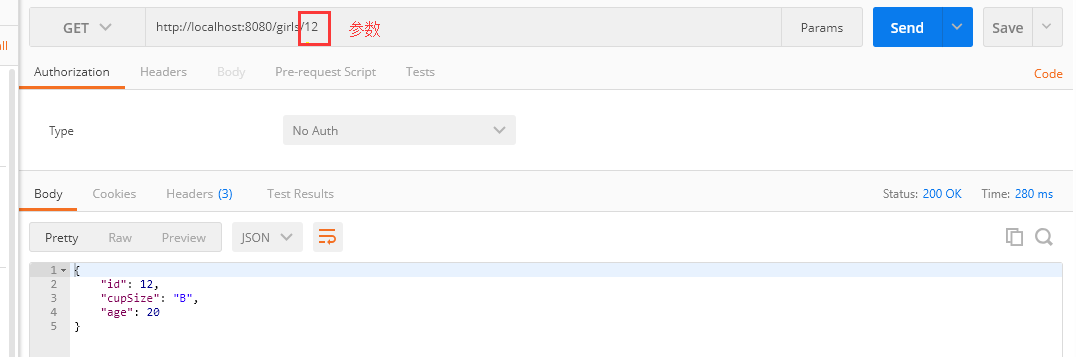 GET http://localhost:8080/girls/12 参数 Params Send Save
all
Authorization Headers Body Pre-request Script Tests Code
Type No Auth
Body Cookies Headers (3) Test Results Status: 200 OK Time: 280 ms
Pretty Raw Preview JSON
1 {
2 "id": 12,
3 "cupSize": "B",
4 "age": 20
5 }